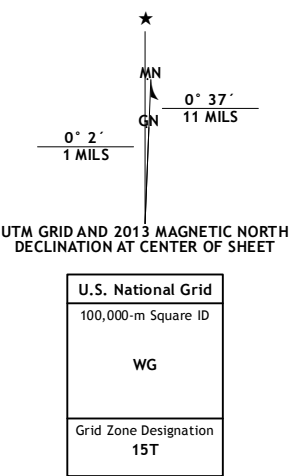 ★
MN
0° 37´
11 MILS
GN
0° 2´
1 MILS
UTM GRID AND 2013 MAGNETIC NORTH
DECLINATION AT CENTER OF SHEET
U.S. National Grid
100,000-m Square ID
WG
Grid Zone Designation
15T